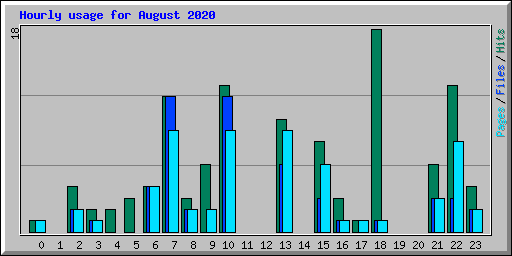 Hourly usage for August 2020
18
Pages/Files/Hits
0 1 2 3 4 5 6 7 8 9 10 11 12 13 14 15 16 17 18 19 20 21 22 23